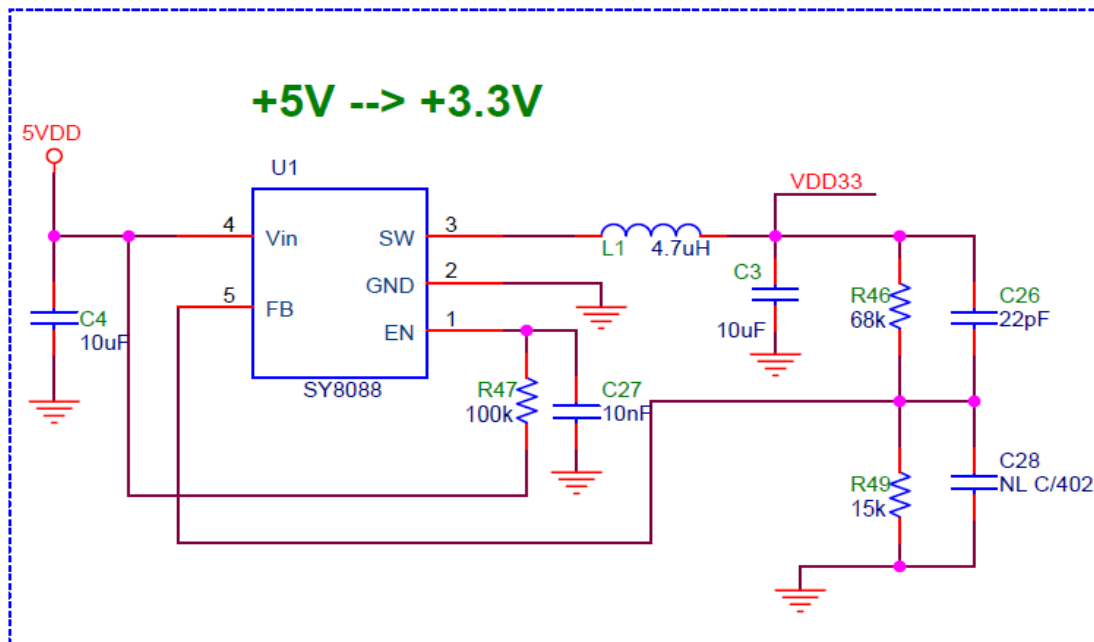 +5V --> +3.3V
5VDD
U1
VDD33
4
Vin
SW
3
L1
4.7uH
GND
2
C3
10uF
5
FB
EN
1
C4
10uF
R46
68k
C26
22pF
SY8088
R47
100k
C27
10nF
C28
NL C/402
R49
15k